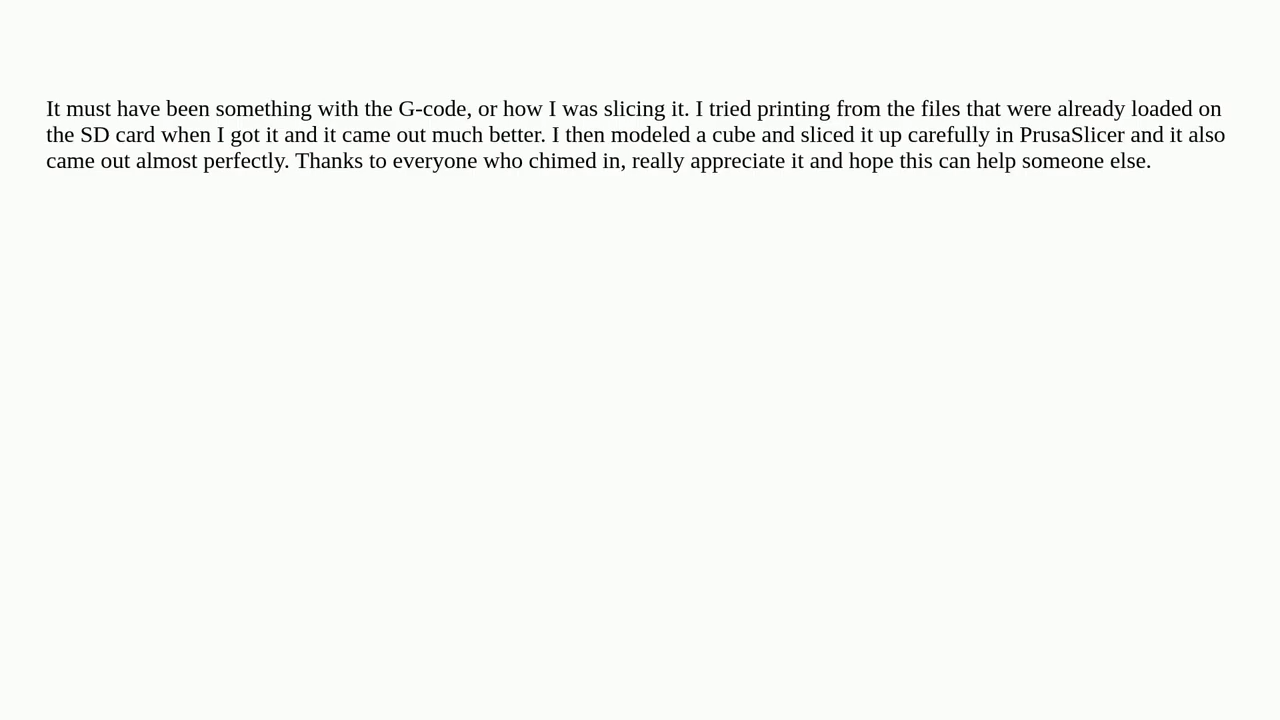 It must have been something with the G-code, or how I was slicing it. I tried printing from the files that were already loaded on
the SD card when I got it and it came out much better. I then modeled a cube and sliced it up carefully in PrusaSlicer and it also
came out almost perfectly. Thanks to everyone who chimed in, really appreciate it and hope this can help someone else.